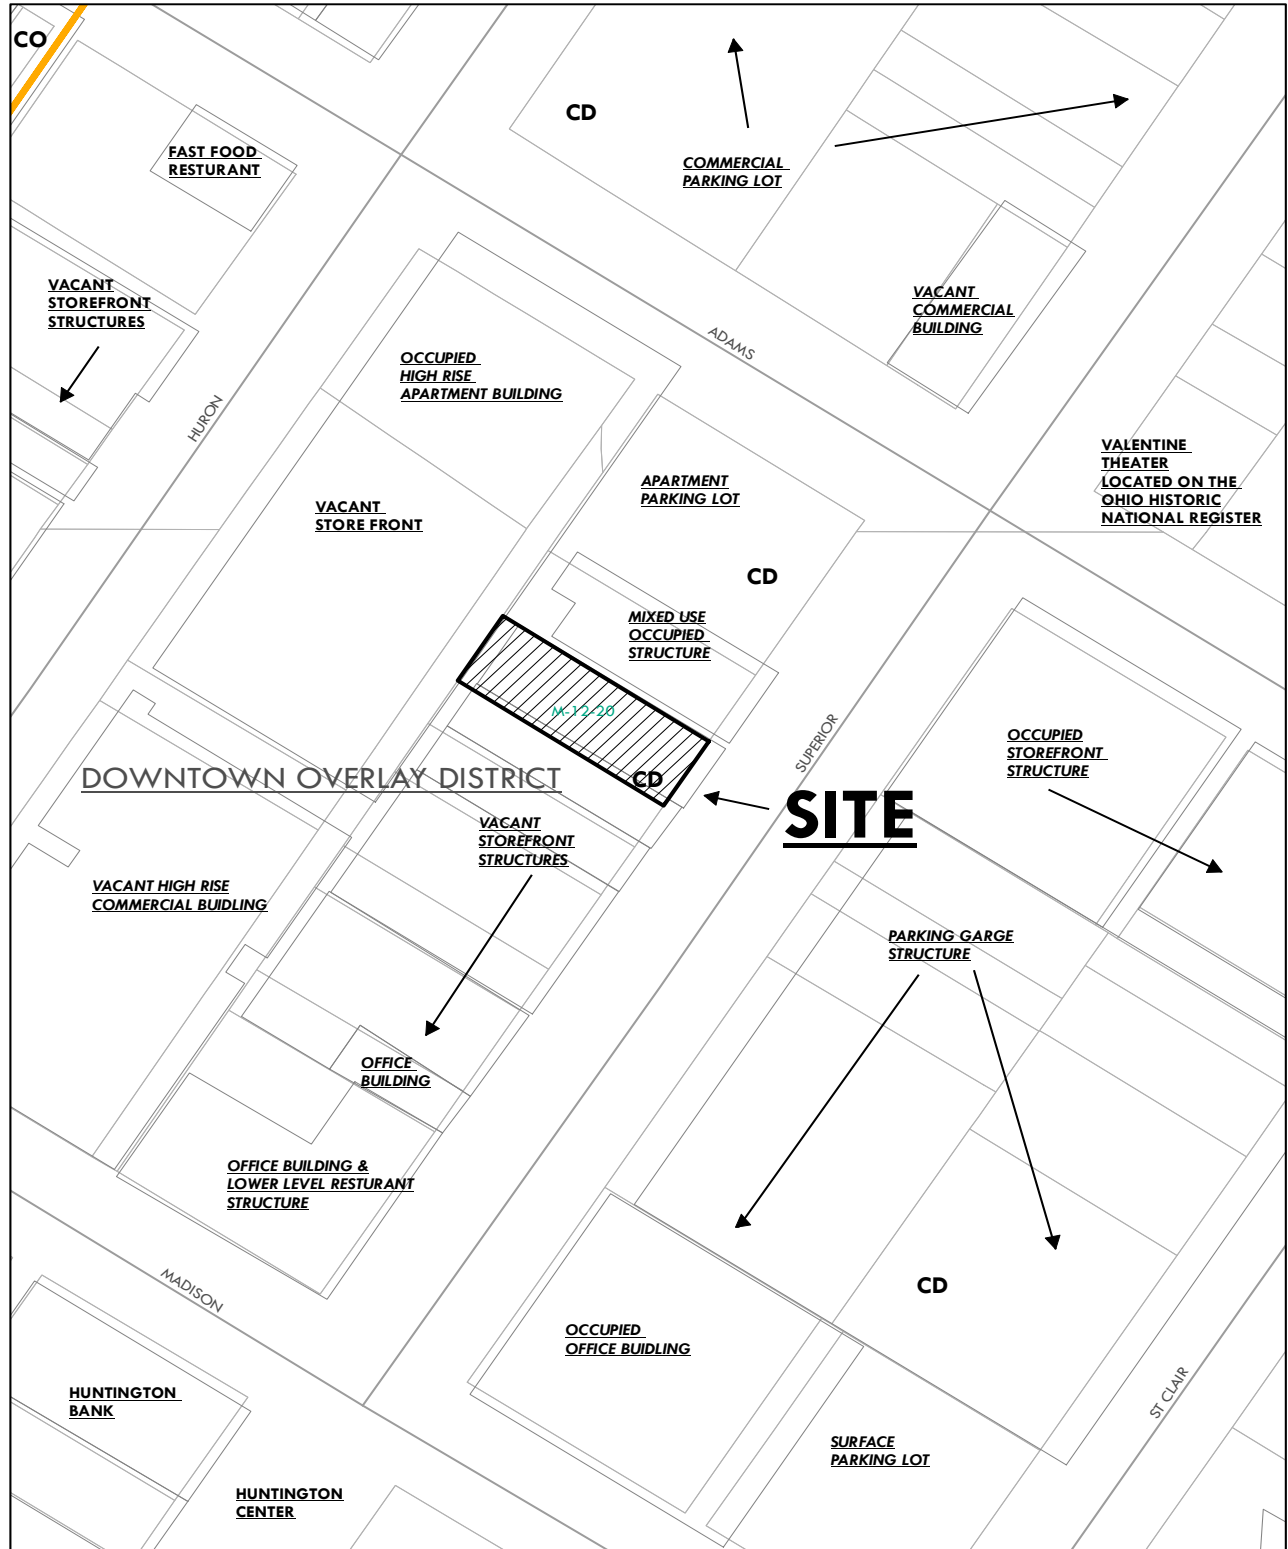 CO
CD
FAST FOOD
RESTURANT
COMMERCIAL
PARKING LOT
VACANT
STOREFRONT
STRUCTURES
VACANT
COMMERCIAL
BUILDING
ADAMS
OCCUPIED
HIGH RISE
APARTMENT BUILDING
HURON
VALENTINE
THEATER
LOCATED ON THE
OHIO HISTORIC
NATIONAL REGISTER
APARTMENT
PARKING LOT
VACANT
STORE FRONT
CD
MIXED USE
OCCUPIED
STRUCTURE
M-12-20
SUPERIOR
OCCUPIED
STOREFRONT
STRUCTURE
DOWNTOWN OVERLAY DISTRICT
CD
SITE
VACANT
STOREFRONT
STRUCTURES
VACANT HIGH RISE
COMMERCIAL BUIDLING
PARKING GARGE
STRUCTURE
OFFICE
BUILDING
OFFICE BUILDING &
LOWER LEVEL RESTURANT
STRUCTURE
MADISON
CD
OCCUPIED
OFFICE BUIDLING
ST CLAIR
HUNTINGTON
BANK
SURFACE
PARKING LOT
HUNTINGTON
CENTER